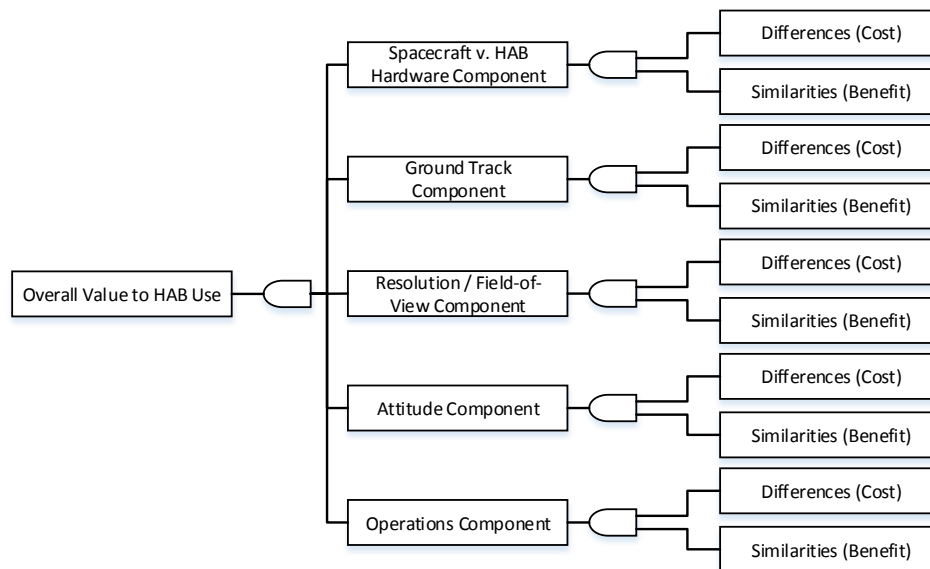 Spacecraft v. HAB
Hardware Component
Differences (Cost)
Similarities (Benefit)
Ground Track
Component
Differences (Cost)
Similarities (Benefit)
Overall Value to HAB Use
Resolution / Field-of-
View Component
Differences (Cost)
Similarities (Benefit)
Attitude Component
Differences (Cost)
Similarities (Benefit)
Operations Component
Differences (Cost)
Similarities (Benefit)